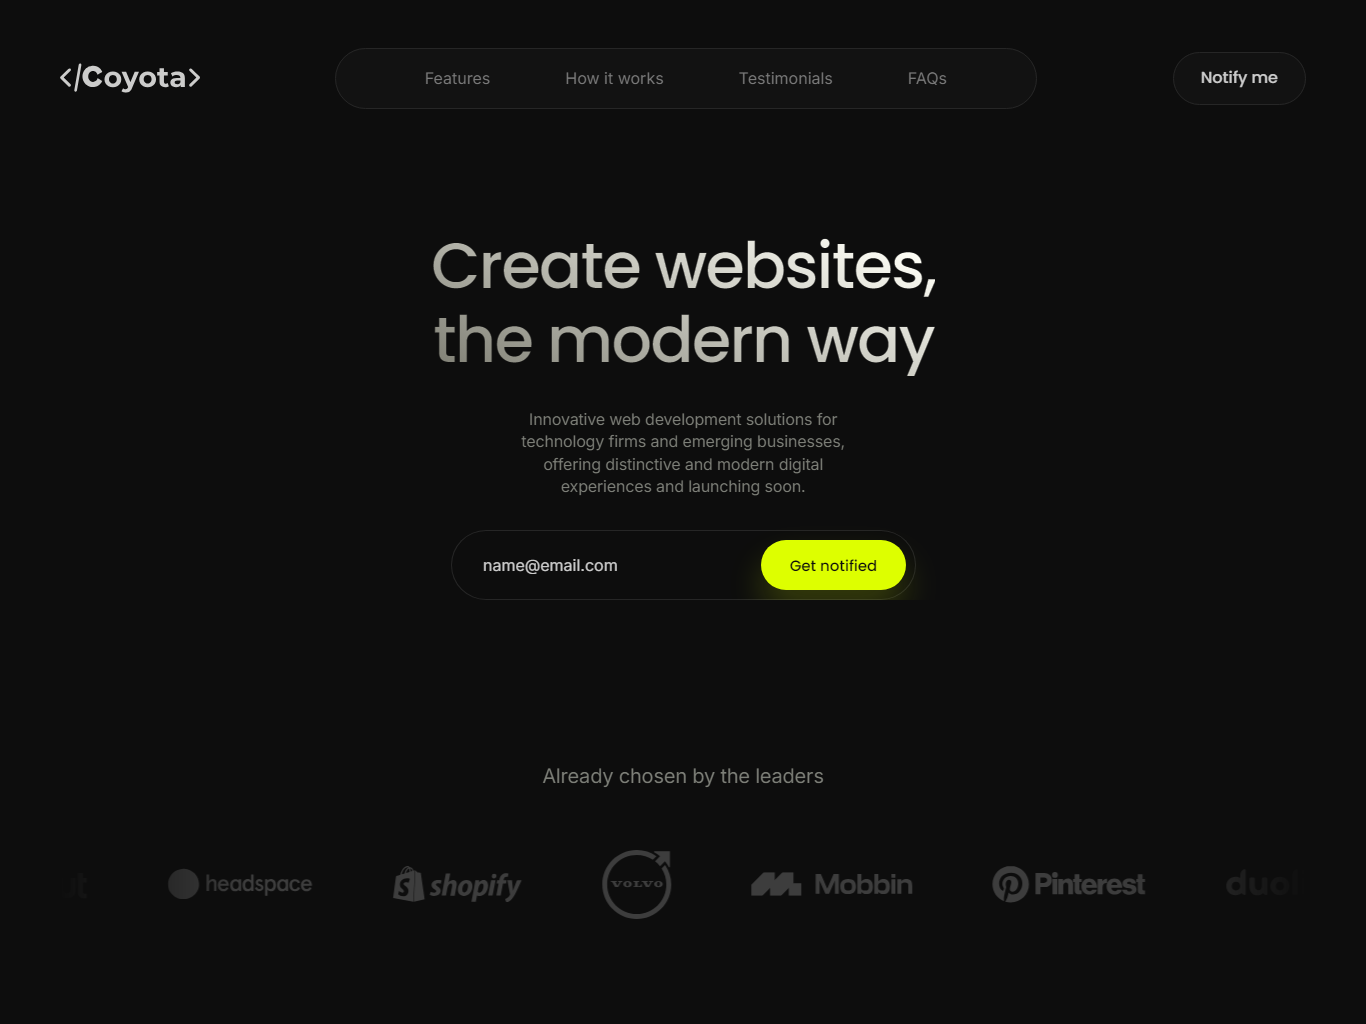 </Coyota>
Features
How it works
Testimonials
FAQs
Notify me
Create websites,
the modern way
Innovative web development solutions for
technology firms and emerging businesses,
offering distinctive and modern digital
experiences and launching soon.
name@email.com
Get notified
Already chosen by the leaders
headspace
shopify
VOLVO
Mobbin
Pinterest